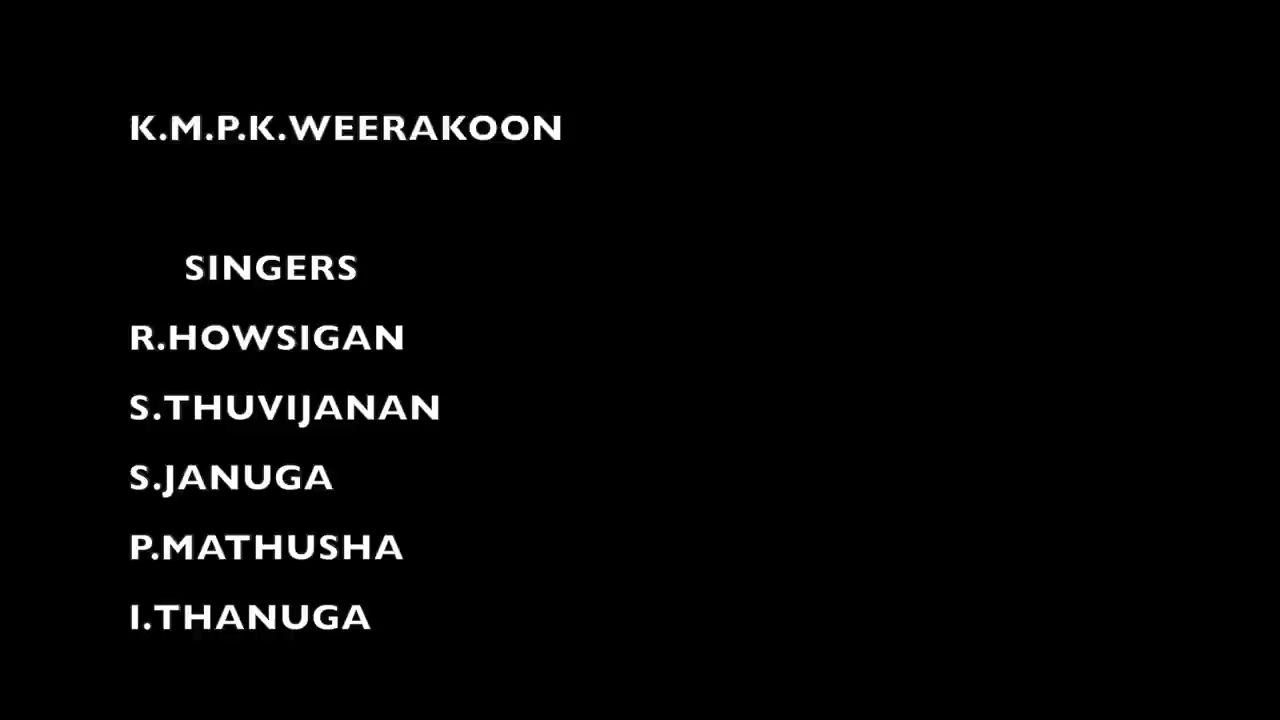 K.M.P.K.WEERAKOON
SINGERS
R.HOWSIGAN
S.THUVIJANAN
S.JANUGA
P.MATHUSHA
I.THANUGA